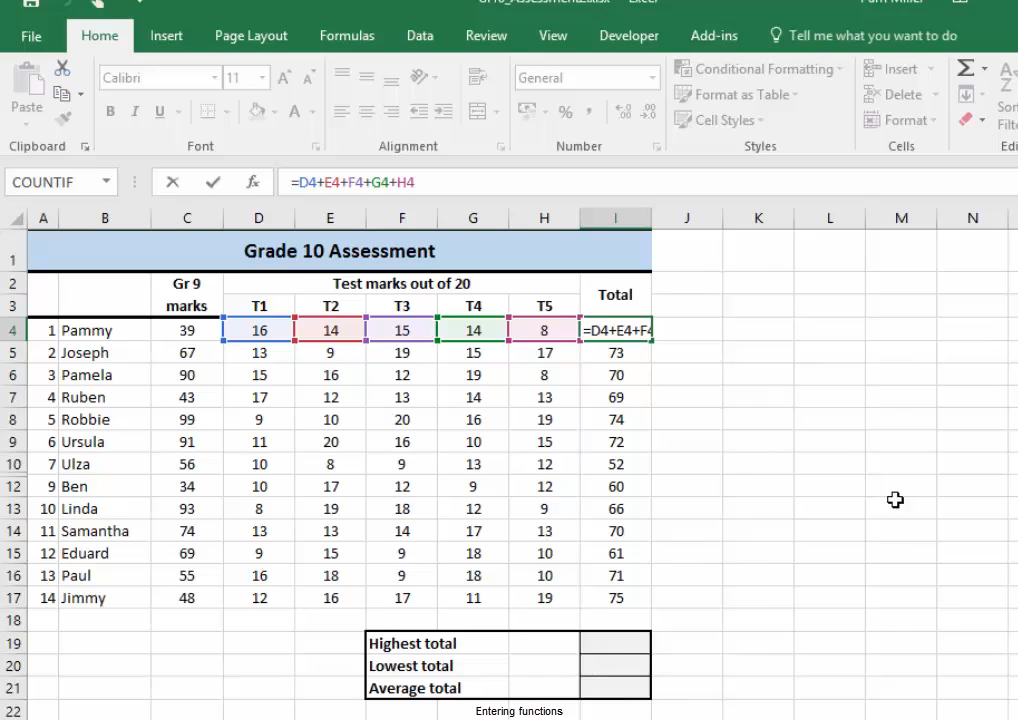 File Home Insert Page Layout Formulas Data Review View Developer Add-ins Tell me what you want to do
Calibri 11 General Conditional Formatting Insert Σ
Paste Format as Table Delete
B I U A % , Cell Styles Format
Clipboard Font Alignment Number Styles Cells
COUNTIF fx =D4+E4+F4+G4+H4
A B C D E F G H I J K L M N
1 Grade 10 Assessment
2 Gr 9 Test marks out of 20
Total
3 marks T1 T2 T3 T4 T5
4 1 Pammy 39 16 14 15 14 8 =D4+E4+F4
5 2 Joseph 67 13 9 19 15 17 73
6 3 Pamela 90 15 16 12 19 8 70
7 4 Ruben 43 17 12 13 14 13 69
8 5 Robbie 99 9 10 20 16 19 74
9 6 Ursula 91 11 20 16 10 15 72
10 7 Ulza 56 10 8 9 13 12 52
12 9 Ben 34 10 17 12 9 12 60
13 10 Linda 93 8 19 18 12 9 66
14 11 Samantha 74 13 13 14 17 13 70
15 12 Eduard 69 9 15 9 18 10 61
16 13 Paul 55 16 18 9 18 10 71
17 14 Jimmy 48 12 16 17 11 19 75
18
19 Highest total
20 Lowest total
21 Average total
22
Entering functions